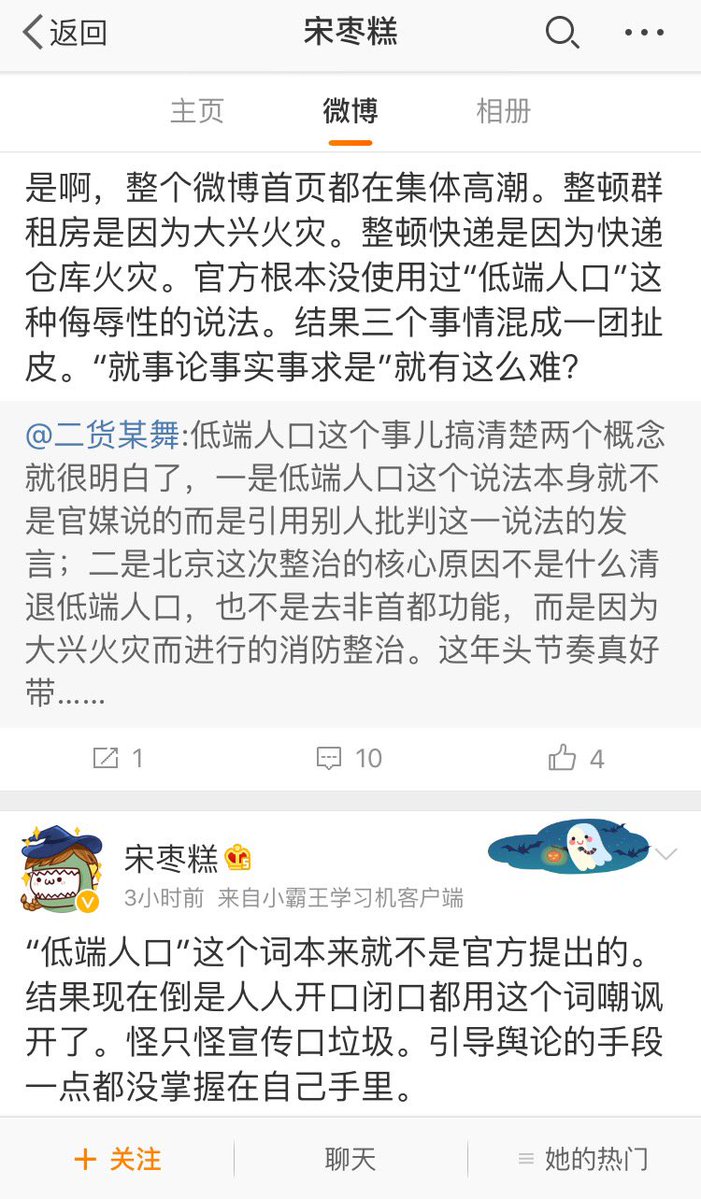 返回
宋枣糕
主页
微博
相册
是啊，整个微博首页都在集体高潮。整顿群
租房是因为大兴火灾。整顿快递是因为快递
仓库火灾。官方根本没使用过“低端人口”这
种侮辱性的说法。结果三个事情混成一团扯
皮。“就事论事实事求是”就有这么难？
@二货某舞:低端人口这个事儿搞清楚两个概念
就很明白了，一是低端人口这个说法本身就不
是官媒说的而是引用别人批判这一说法的发
言；二是北京这次整治的核心原因不是什么清
退低端人口，也不是去非首都功能，而是因为
大兴火灾而进行的消防整治。这年头节奏真好
带......
1
10
4
宋枣糕
3小时前 来自小霸王学习机客户端
“低端人口”这个词本来就不是官方提出的。
结果现在倒是人人开口闭口都用这个词嘲讽
开了。怪只怪宣传口垃圾。引导舆论的手段
一点都没掌握在自己手里。
关注
聊天
她的热门